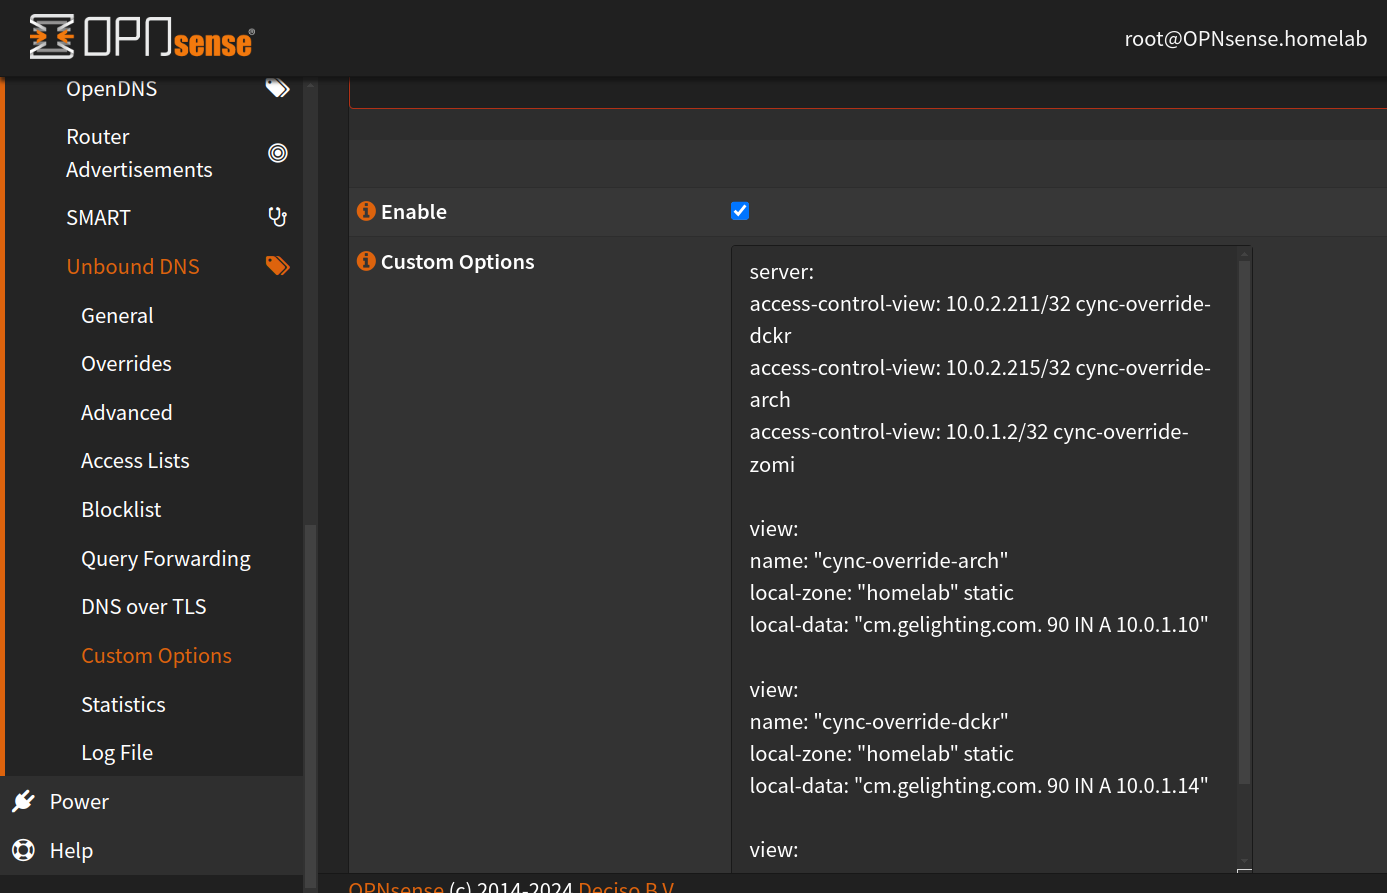 OPNsense®
root@OPNsense.homelab
OpenDNS
Router
Advertisements
SMART
Unbound DNS
General
Overrides
Advanced
Access Lists
Blocklist
Query Forwarding
DNS over TLS
Custom Options
Statistics
Log File
Power
Help
Enable
Custom Options
server:
access-control-view: 10.0.2.211/32 cync-override-
dckr
access-control-view: 10.0.2.215/32 cync-override-
arch
access-control-view: 10.0.1.2/32 cync-override-
zomi
view:
name: "cync-override-arch"
local-zone: "homelab" static
local-data: "cm.gelighting.com. 90 IN A 10.0.1.10"
view:
name: "cync-override-dckr"
local-zone: "homelab" static
local-data: "cm.gelighting.com. 90 IN A 10.0.1.14"
view:
OPNsense (c) 2014-2024 Deciso B.V.